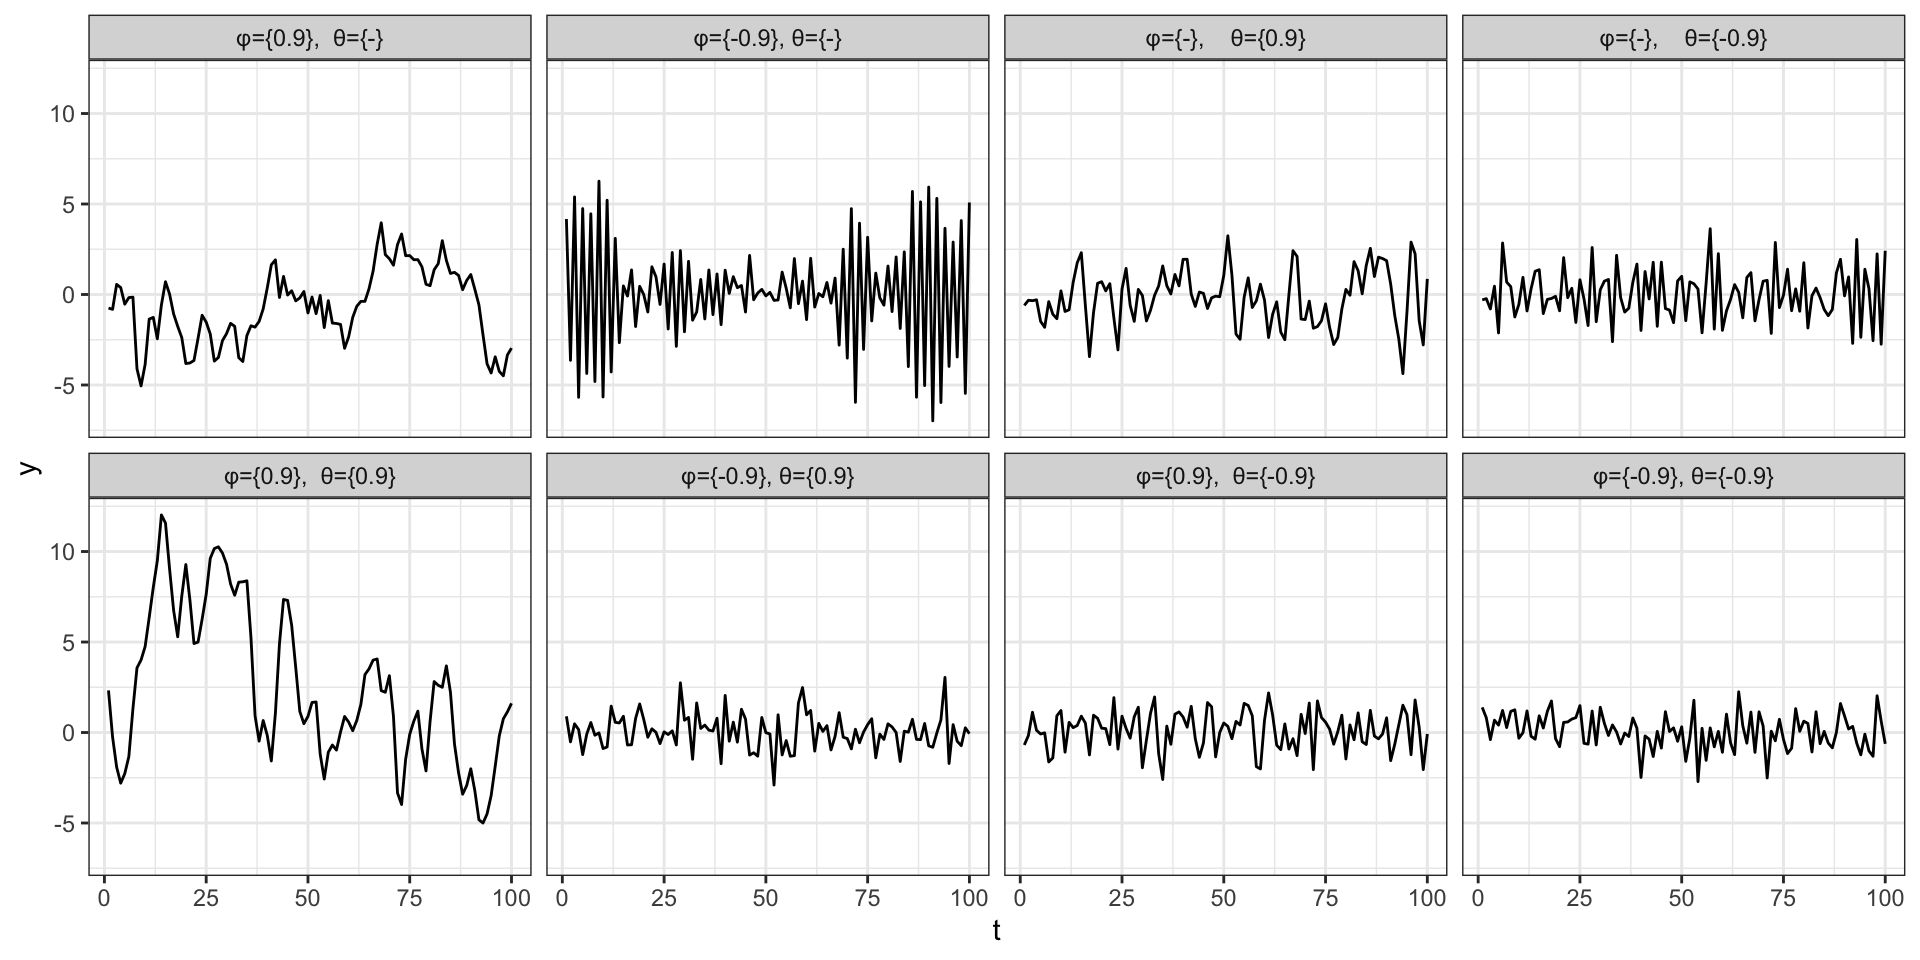 φ={0.9},  θ={-}
φ={-0.9}, θ={-}
φ={-},    θ={0.9}
φ={-},    θ={-0.9}
10
5
0
-5
y
φ={0.9},  θ={0.9}
φ={-0.9}, θ={0.9}
φ={0.9},  θ={-0.9}
φ={-0.9}, θ={-0.9}
10
5
0
-5
0 25 50 75 100
0 25 50 75 100
0 25 50 75 100
0 25 50 75 100
t